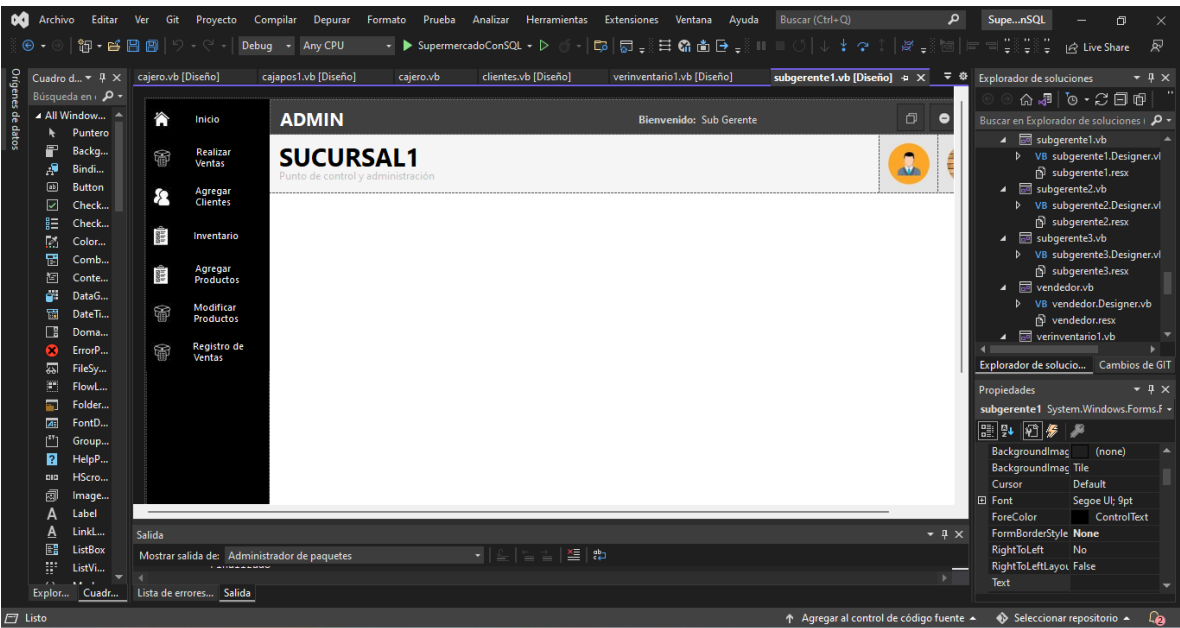 Archivo Editar Ver Git Proyecto Compilar Depurar Formato Prueba Analizar Herramientas Extensiones Ventana Ayuda Buscar (Ctrl+Q) Supe...nSQL
Debug Any CPU SupermercadoConSQL Live Share
Orígenes de datos
Cuadro d...
Búsqueda en
All Window...
Puntero
Backg...
Bindi...
Button
Check...
Check...
Color...
Comb...
Conte...
DataG...
DateTi...
Doma...
ErrorP...
FileSy...
FlowL...
Folder...
FontD...
Group...
HelpP...
HScro...
Image...
Label
LinkL...
ListBox
ListVi...
Explor... Cuadr...
cajero.vb [Diseño] cajapos1.vb [Diseño] cajero.vb clientes.vb [Diseño] verinventario1.vb [Diseño] subgerente1.vb [Diseño]
Inicio
Realizar
Ventas
Agregar
Clientes
Inventario
Agregar
Productos
Modificar
Productos
Registro de
Ventas
ADMIN Bienvenido: Sub Gerente
SUCURSAL1
Punto de control y administración
Salida
Mostrar salida de: Administrador de paquetes
Lista de errores... Salida
Explorador de soluciones
Buscar en Explorador de soluciones (
subgerente1.vb
VB subgerente1.Designer.vl
subgerente1.resx
subgerente2.vb
VB subgerente2.Designer.vl
subgerente2.resx
subgerente3.vb
VB subgerente3.Designer.vl
subgerente3.resx
vendedor.vb
VB vendedor.Designer.vb
vendedor.resx
verinventario1.vb
Explorador de solucio... Cambios de GIT
Propiedades
subgerente1 System.Windows.Forms.F
BackgroundImag (none)
BackgroundImag Tile
Cursor Default
Font Segoe UI; 9pt
ForeColor ControlText
FormBorderStyle None
RightToLeft No
RightToLeftLayou False
Text
Listo Agregar al control de código fuente Seleccionar repositorio 2